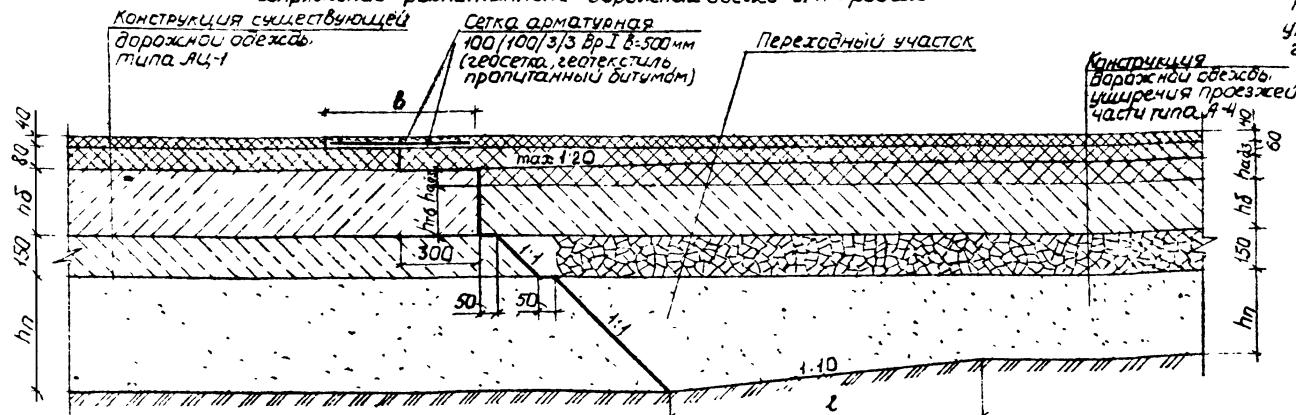 Конструкция существующей
дорожной одежды
типа АЦ-1
Сетка арматурная
100/100/3/3 Вр I В=500мм
(геосетка, геотекстиль,
пропитанный битумом)
Переходный участок
Конструкция
дорожной одежды
уширения проезжей
части типа А-4
в
40
80
hб
150
hп
max 1:20
hб hасф
300
1:1
50
50
1:1
1:10
l
40
60
hасф.
hб
150
hп